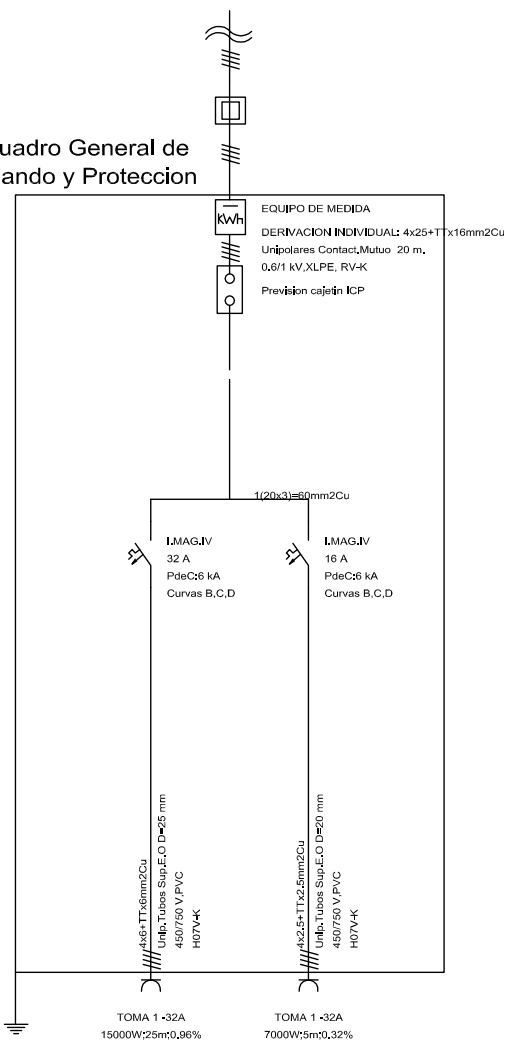 uadro General de
ando y Proteccion
kWh
EQUIPO DE MEDIDA
DERIVACION INDIVIDUAL: 4x25+TTx16mm2Cu
Unipolares Contact.Mutuo 20 m.
0.6/1 kV,XLPE, RV-K
Prevision cajetin ICP
1(20x3)=60mm2Cu
I.MAG.IV
32 A
PdeC:6 kA
Curvas B,C,D
I.MAG.IV
16 A
PdeC:6 kA
Curvas B,C,D
4x6+TTx6mm2Cu
Unip.Tubos Sup.E.O D=25 mm
450/750 V,PVC
H07V-K
4x2.5+TTx2.5mm2Cu
Unip.Tubos Sup.E.O D=20 mm
450/750 V,PVC
H07V-K
TOMA 1 -32A
15000W;25m;0.96%
TOMA 1 -32A
7000W;5m;0.32%